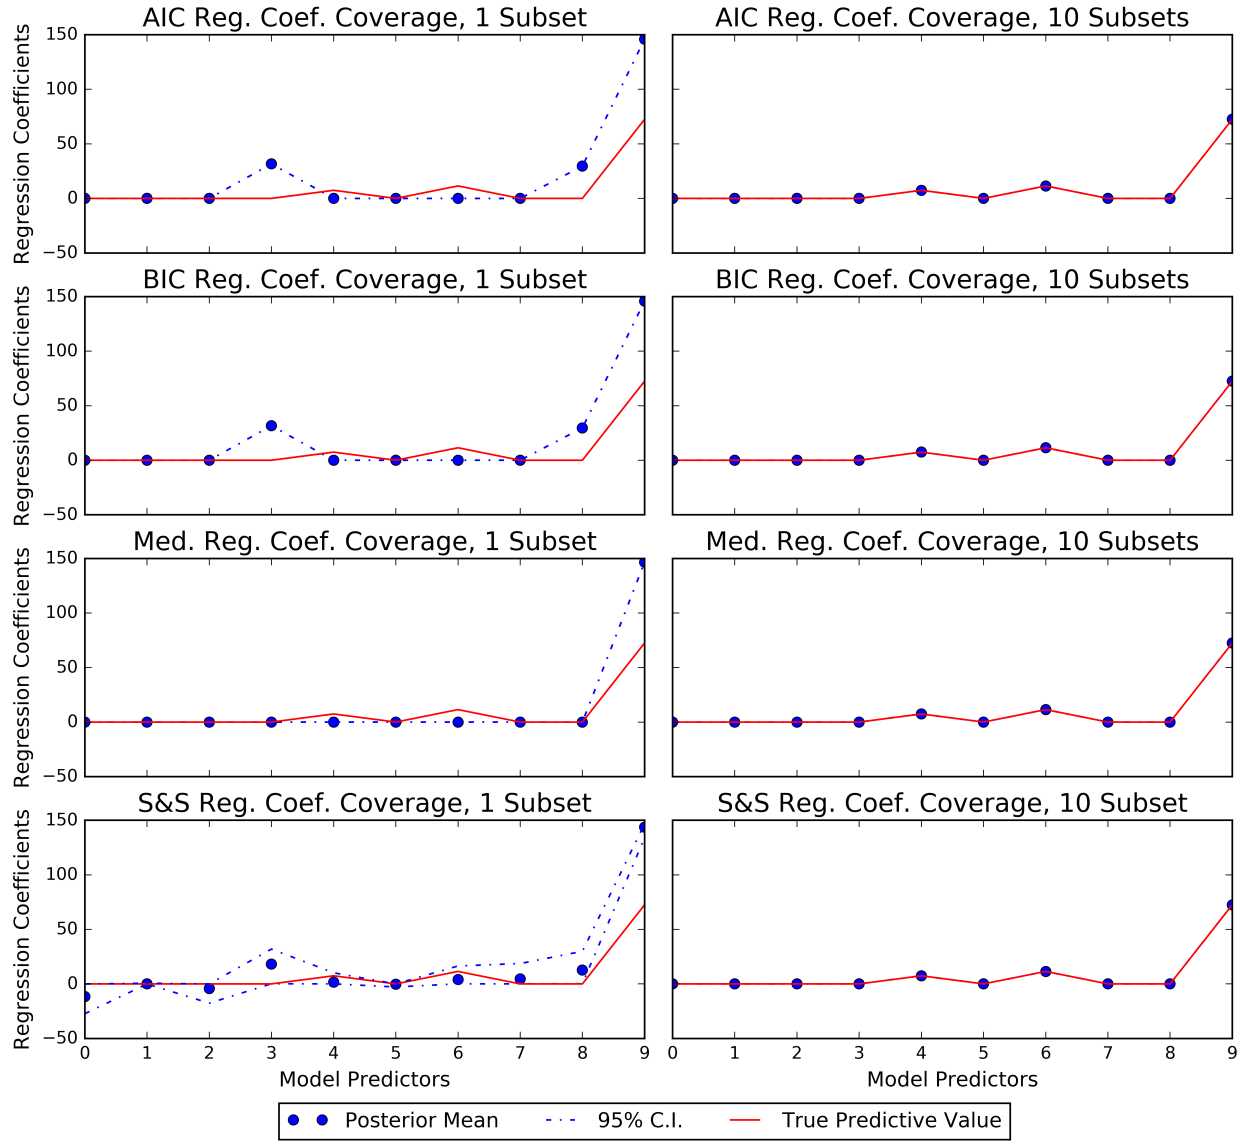 AIC Reg. Coef. Coverage, 1 Subset
AIC Reg. Coef. Coverage, 10 Subsets
Regression Coefficients
150
100
50
0
−50
BIC Reg. Coef. Coverage, 1 Subset
BIC Reg. Coef. Coverage, 10 Subsets
Regression Coefficients
150
100
50
0
−50
Med. Reg. Coef. Coverage, 1 Subset
Med. Reg. Coef. Coverage, 10 Subsets
Regression Coefficients
150
100
50
0
−50
S&S Reg. Coef. Coverage, 1 Subset
S&S Reg. Coef. Coverage, 10 Subset
Regression Coefficients
150
100
50
0
−50
0 1 2 3 4 5 6 7 8 9
0 1 2 3 4 5 6 7 8 9
Model Predictors
Model Predictors
Posterior Mean 95% C.I. True Predictive Value